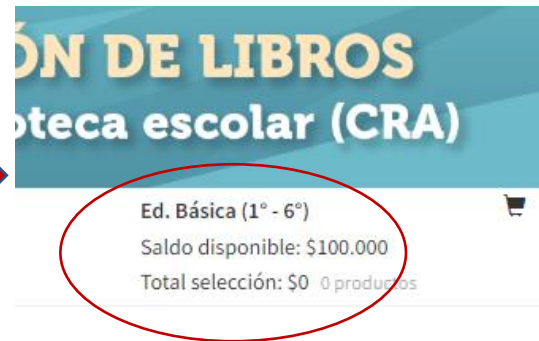 ÓN DE LIBROS
oteca escolar (CRA)
Ed. Básica (1° - 6°)
Saldo disponible: $100.000
Total selección: $0 0 productos